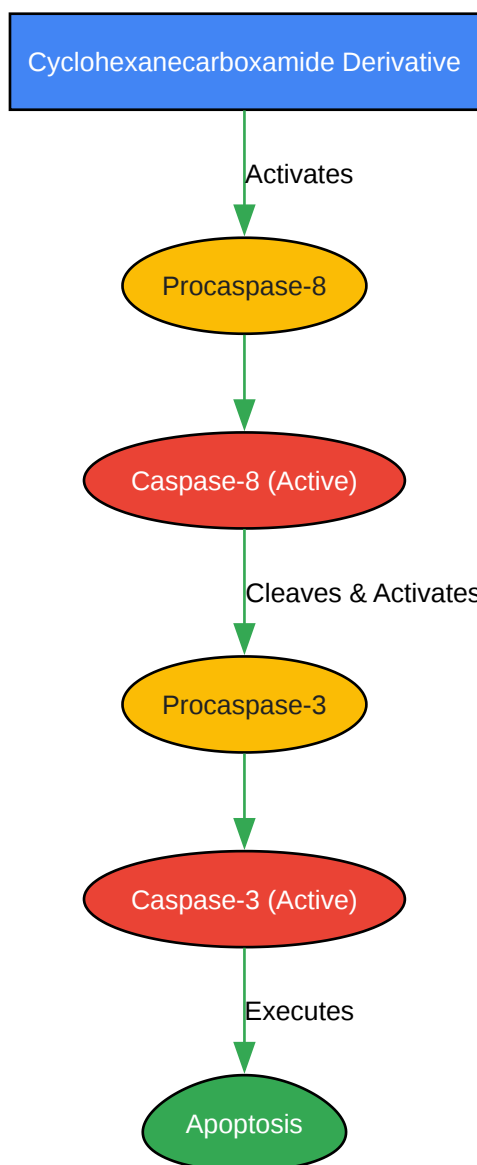 Cyclohexanecarboxamide Derivative
Activates
Procaspase-8
Caspase-8 (Active)
Cleaves & Activates
Procaspase-3
Caspase-3 (Active)
Executes
Apoptosis